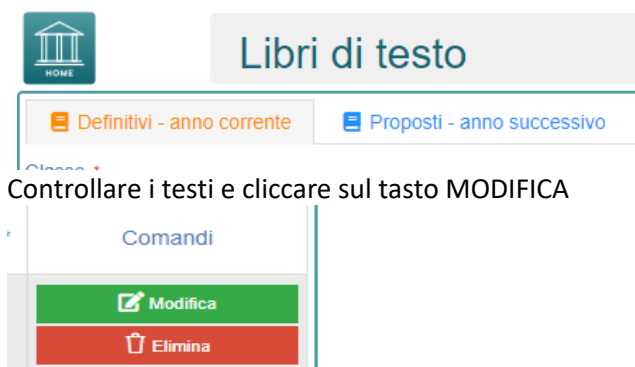 HOME
Libri di testo
Definitivi - anno corrente
Proposti - anno successivo
Classe *
Controllare i testi e cliccare sul tasto MODIFICA
*
Comandi
Modifica
Elimina